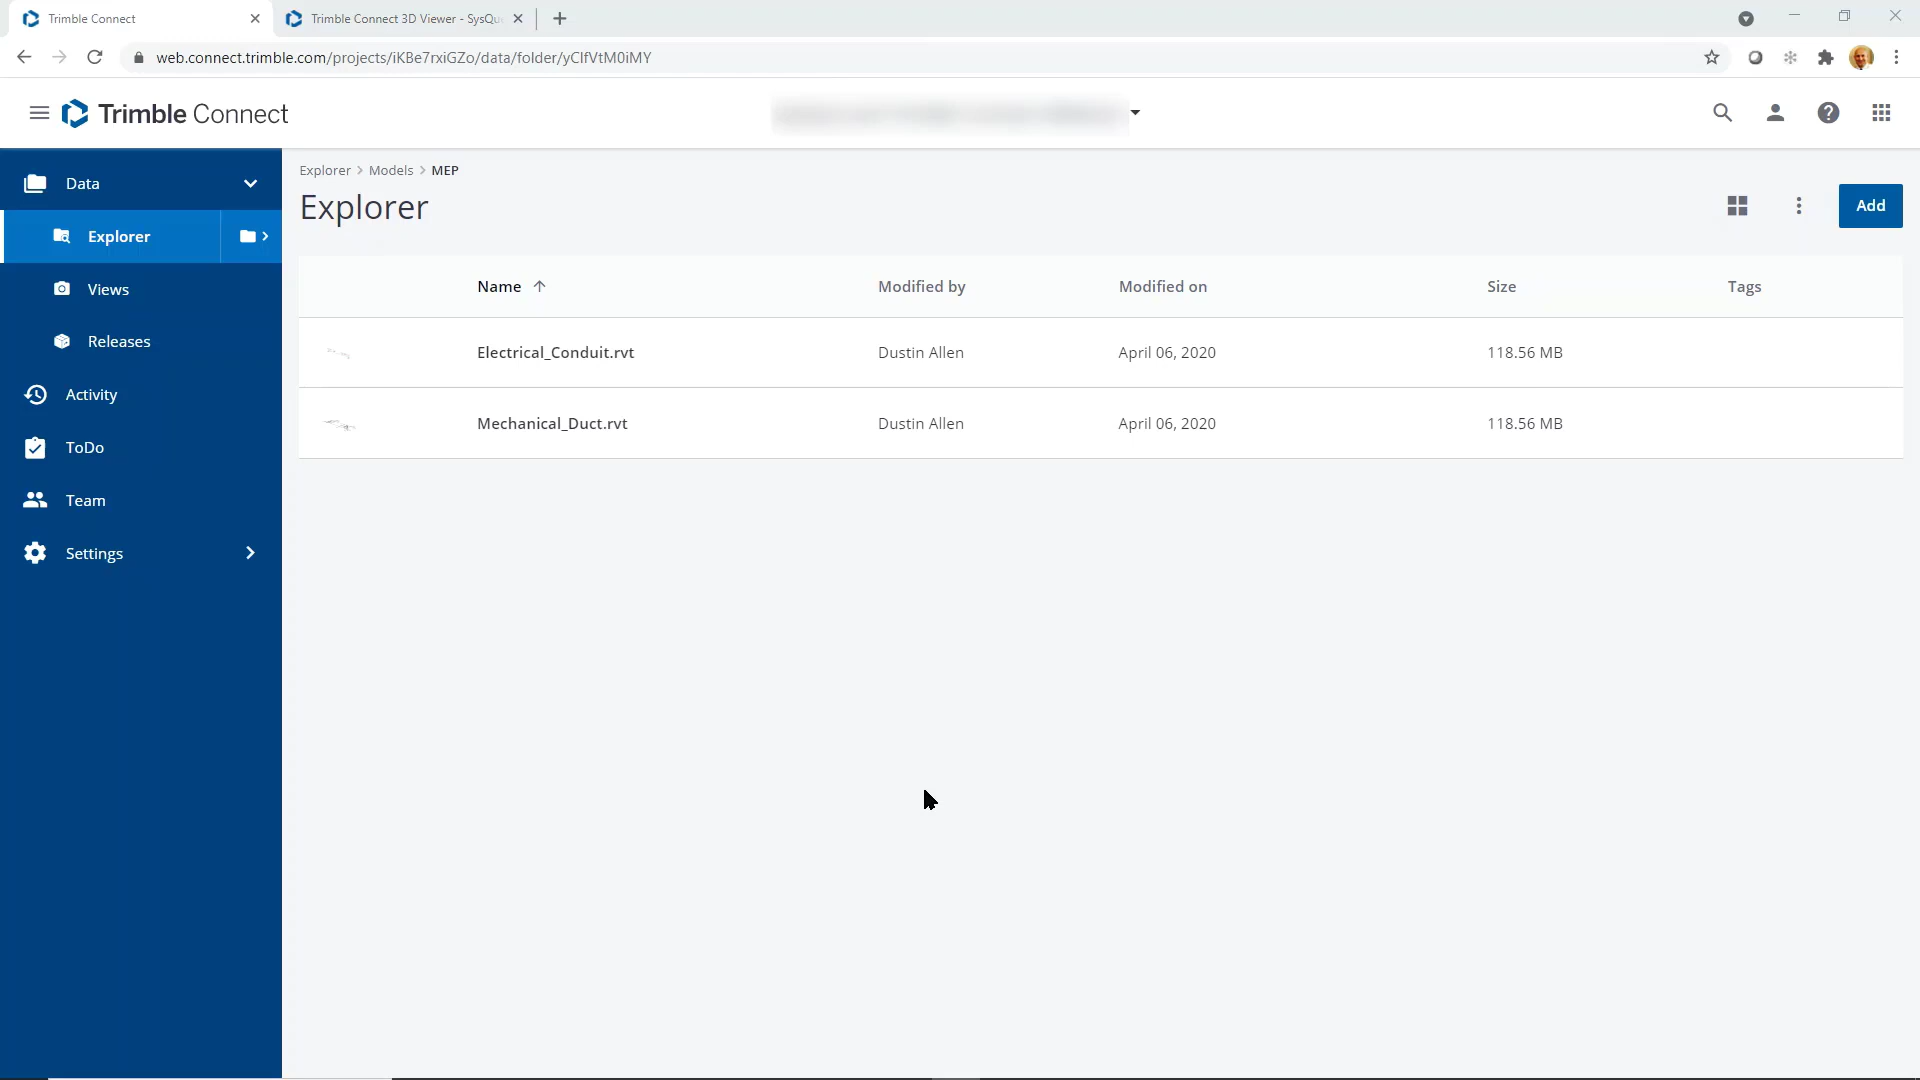 Trimble Connect
Trimble Connect 3D Viewer - SysQu
web.connect.trimble.com/projects/iKBe7rxiGZo/data/folder/yClfVtM0iMY
Trimble Connect
Data
Explorer
Views
Releases
Activity
ToDo
Team
Settings
Explorer > Models > MEP
Explorer
Add
Name Modified by Modified on Size Tags
Electrical_Conduit.rvt Dustin Allen April 06, 2020 118.56 MB
Mechanical_Duct.rvt Dustin Allen April 06, 2020 118.56 MB